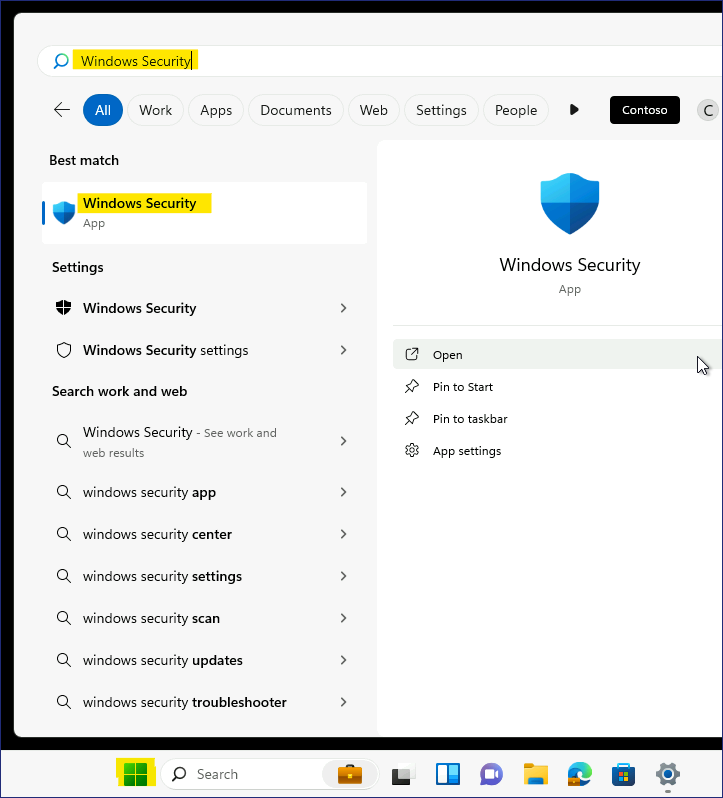 Windows Security
All Work Apps Documents Web Settings People Contoso C
Best match
Windows Security
App
Settings
Windows Security
Windows Security settings
Search work and web
Windows Security - See work and
web results
windows security app
windows security center
windows security settings
windows security scan
windows security updates
windows security troubleshooter
Windows Security
App
Open
Pin to Start
Pin to taskbar
App settings
Search